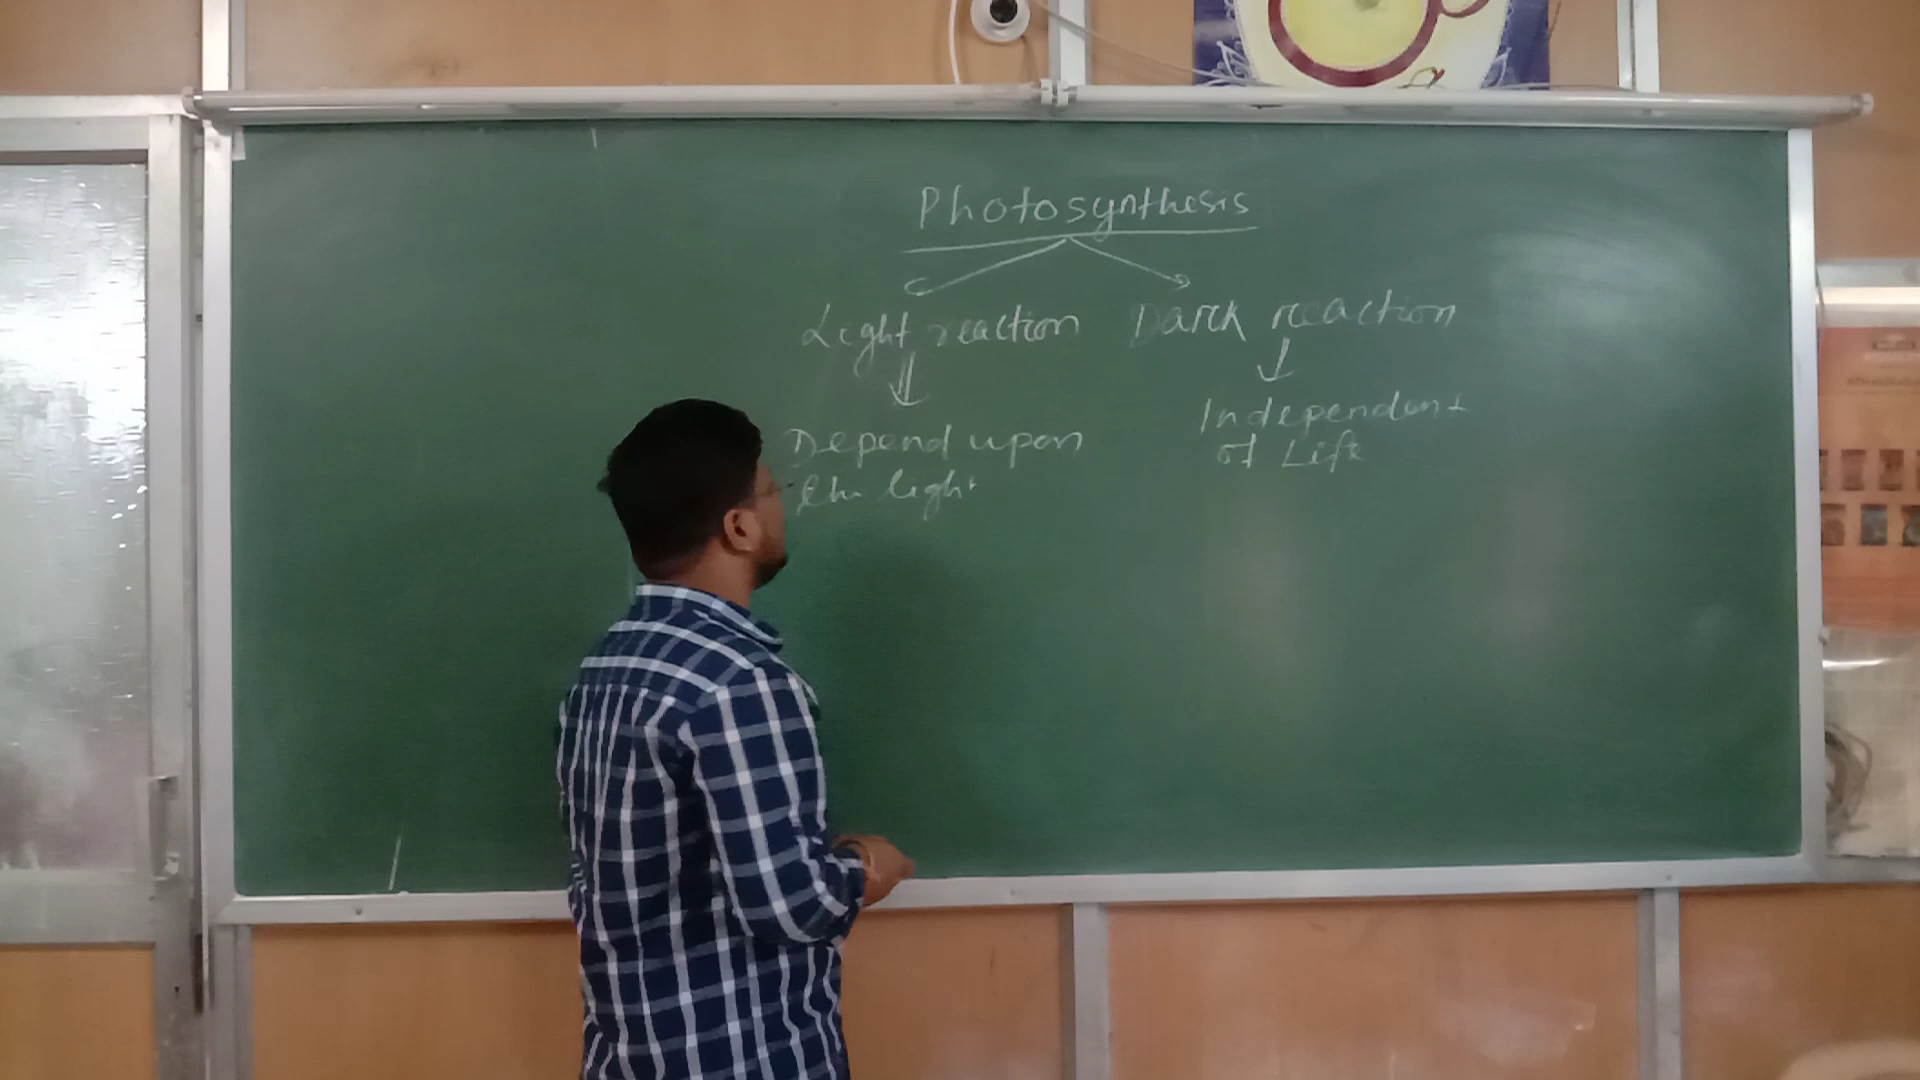 Photosynthesis
Light reaction Dark reaction
Depend upon
the light
Independent
of Life